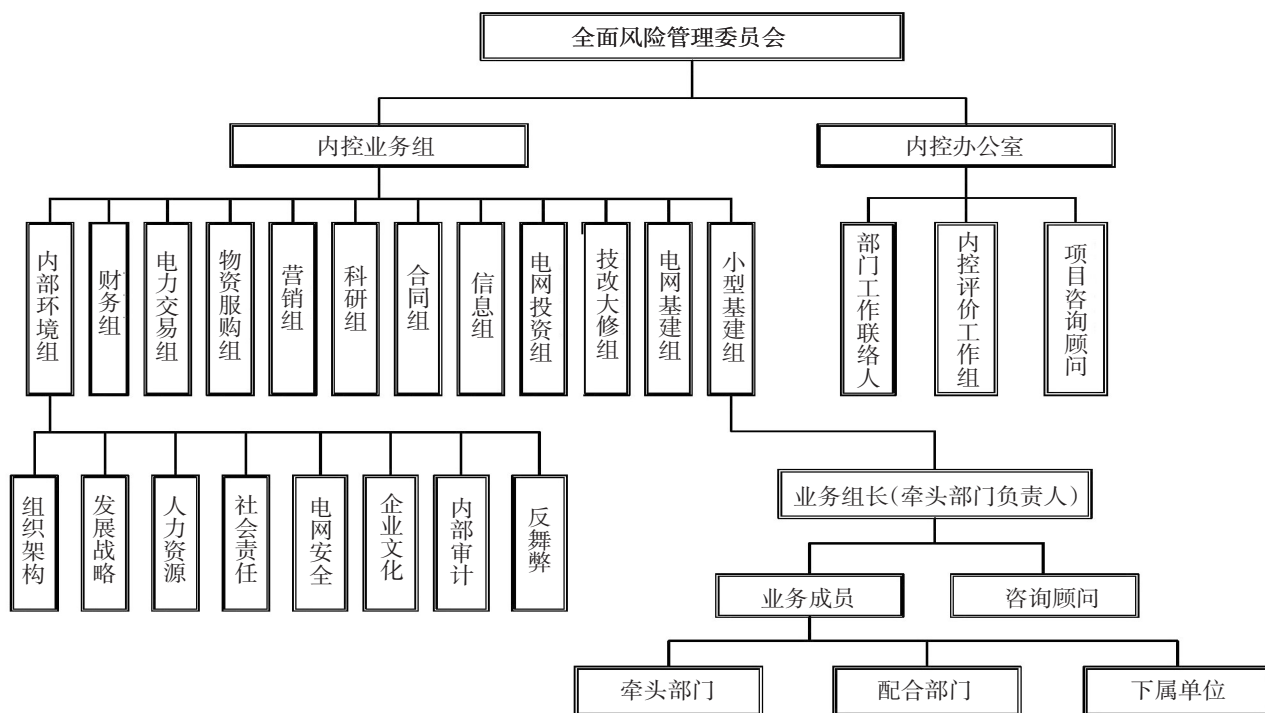 全面风险管理委员会
内控业务组
内控办公室
内部环境组
财务组
电力交易组
物资服购组
营销组
科研组
合同组
信息组
电网投资组
技改大修组
电网基建组
小型基建组
部门工作联络人
内控评价工作组
项目咨询顾问
组织架构
发展战略
人力资源
社会责任
电网安全
企业文化
内部审计
反舞弊
业务组长(牵头部门负责人)
业务成员
咨询顾问
牵头部门
配合部门
下属单位